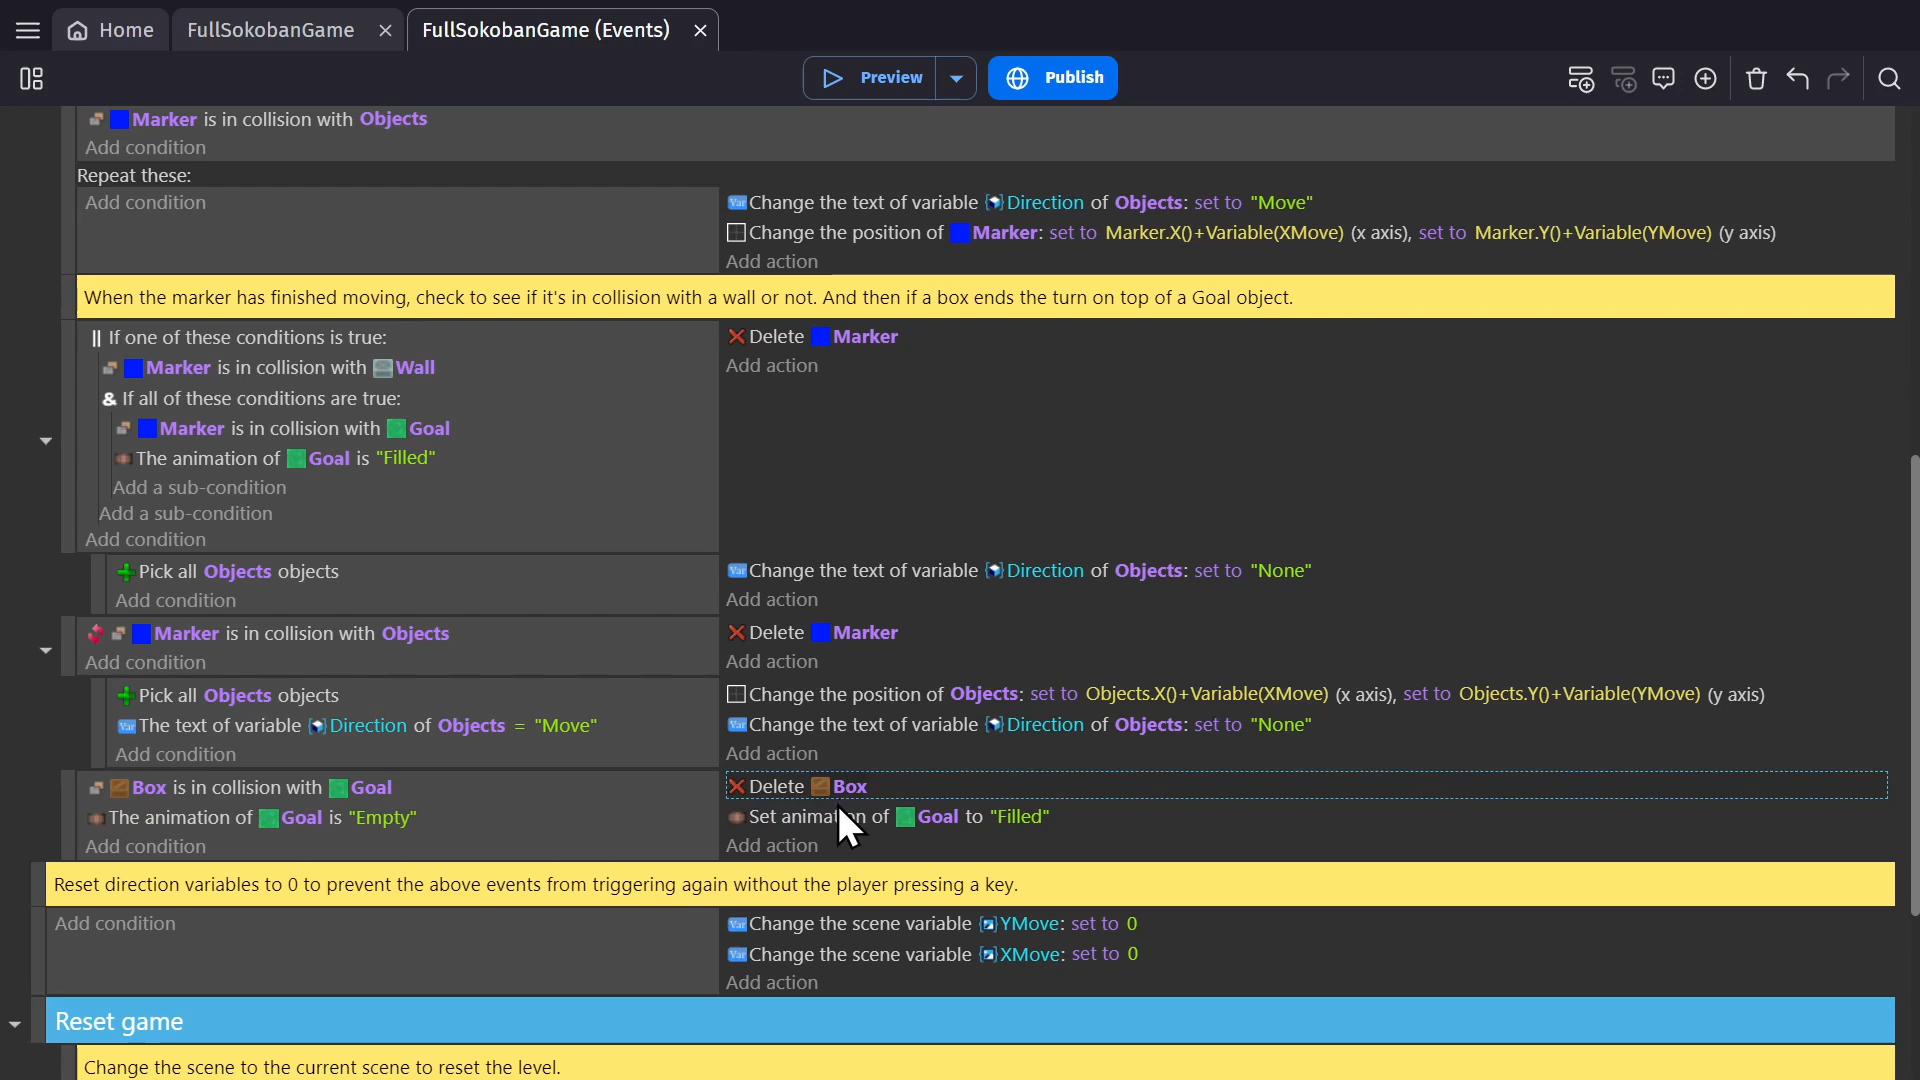 Home
FullSokobanGame
FullSokobanGame (Events)
Preview
Publish
Marker is in collision with Objects
Add condition
Repeat these:
Add condition
Var Change the text of variable Direction of Objects: set to "Move"
Change the position of Marker: set to Marker.X()+Variable(XMove) (x axis), set to Marker.Y()+Variable(YMove) (y axis)
Add action
When the marker has finished moving, check to see if it's in collision with a wall or not. And then if a box ends the turn on top of a Goal object.
|| If one of these conditions is true:
Marker is in collision with Wall
& If all of these conditions are true:
Marker is in collision with Goal
The animation of Goal is "Filled"
Add a sub-condition
Add a sub-condition
Add condition
Delete Marker
Add action
Pick all Objects objects
Add condition
Var Change the text of variable Direction of Objects: set to "None"
Add action
Marker is in collision with Objects
Add condition
Delete Marker
Add action
Pick all Objects objects
Var The text of variable Direction of Objects = "Move"
Add condition
Change the position of Objects: set to Objects.X()+Variable(XMove) (x axis), set to Objects.Y()+Variable(YMove) (y axis)
Var Change the text of variable Direction of Objects: set to "None"
Add action
Box is in collision with Goal
The animation of Goal is "Empty"
Add condition
Delete Box
Set animation of Goal to "Filled"
Add action
Reset direction variables to 0 to prevent the above events from triggering again without the player pressing a key.
Add condition
Var Change the scene variable YMove: set to 0
Var Change the scene variable XMove: set to 0
Add action
Reset game
Change the scene to the current scene to reset the level.